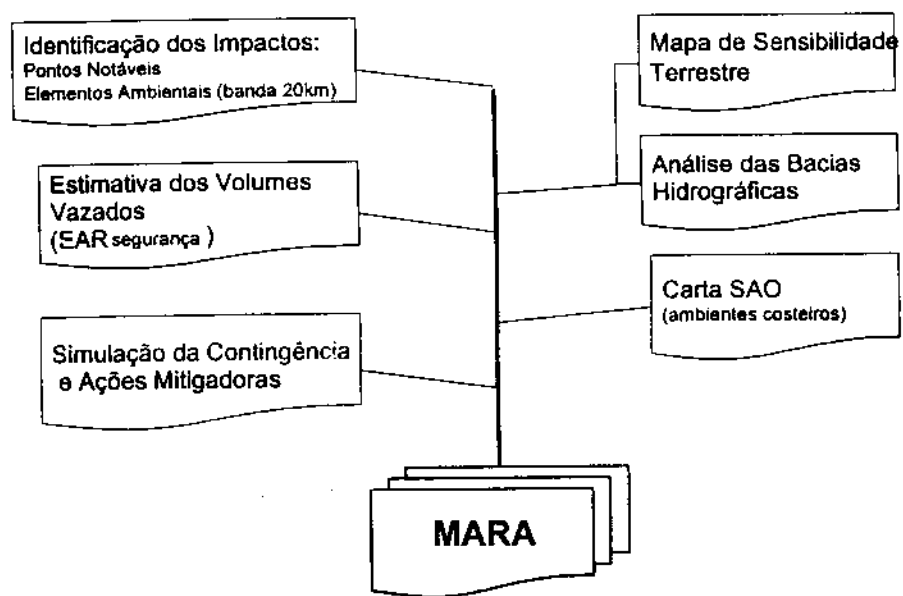 Identificação dos Impactos:
Pontos Notáveis
Elementos Ambientais (banda 20km)
Estimativa dos Volumes
Vazados
(EAR segurança )
Simulação da Contingência
e Ações Mitigadoras
Mapa de Sensibilidade
Terrestre
Análise das Bacias
Hidrográficas
Carta SAO
(ambientes costeiros)
MARA